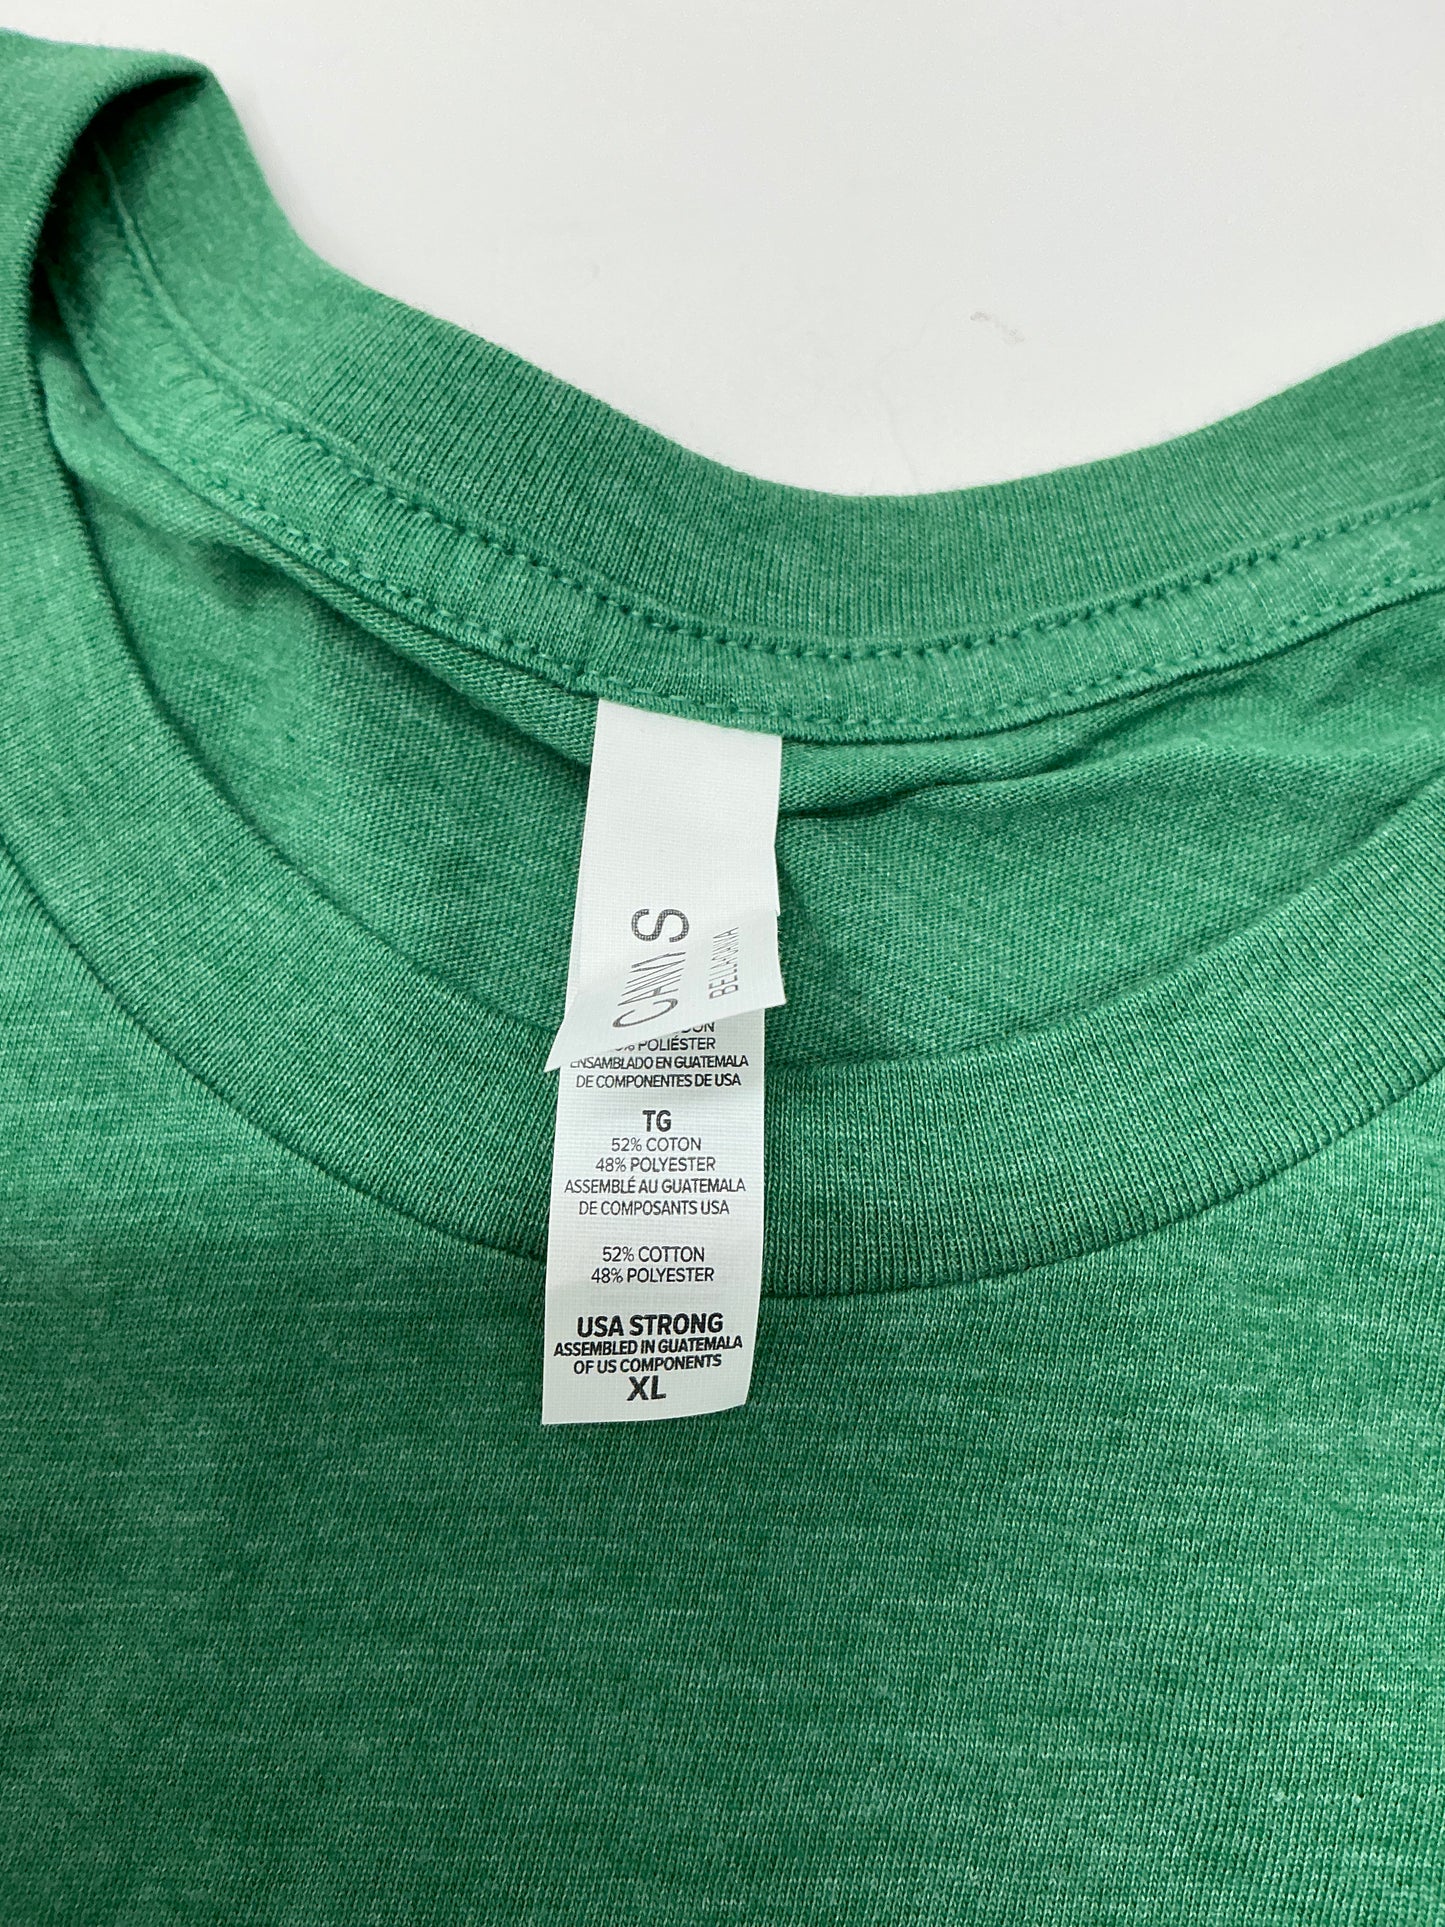 CANVAS
BELLA+CANVA
POLIÉSTER
ENSAMBLADO EN GUATEMALA
DE COMPONENTES DE USA
TG
52% COTON
48% POLYESTER
ASSEMBLÉ AU GUATEMALA
DE COMPOSANTS USA
52% COTTON
48% POLYESTER
USA STRONG
ASSEMBLED IN GUATEMALA
OF US COMPONENTS
XL